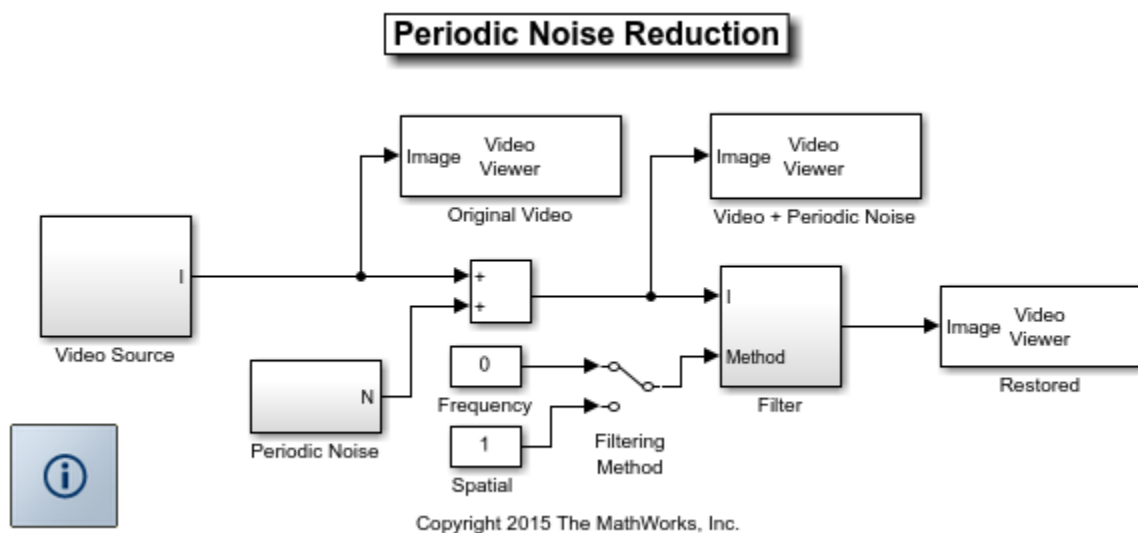 Periodic Noise Reduction
Image
Video
Viewer
Original Video
Image
Video
Viewer
Video + Periodic Noise
I
Video Source
+
+
N
Periodic Noise
0
Frequency
1
Spatial
Filtering
Method
I
Method
Filter
Image
Video
Viewer
Restored
i
Copyright 2015 The MathWorks, Inc.